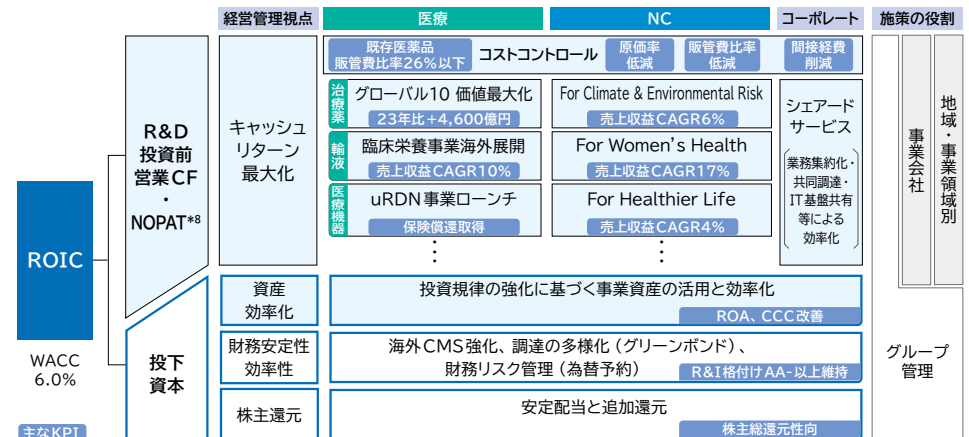 経営管理視点
医療
NC
コーポレート
施策の役割
既存医薬品
販管費比率26%以下
コストコントロール
原価率
低減
販管費比率
低減
間接経費
削減
R&D
投資前
営業CF
・
NOPAT*8
キャッシュ
リターン
最大化
治療薬
グローバル10 価値最大化
23年比+4,600億円
For Climate & Environmental Risk
売上収益CAGR6%
輸液
臨床栄養事業海外展開
売上収益CAGR10%
For Women's Health
売上収益CAGR17%
医療機器
uRDN事業ローンチ
保険償還取得
For Healthier Life
売上収益CAGR4%
⋮
⋮
シェアード
サービス
業務集約化・
共同調達・
IT基盤共有
等による
効率化
事業会社
地域・事業領域別
ROIC
WACC
6.0%
投下
資本
資産
効率化
投資規律の強化に基づく事業資産の活用と効率化
ROA、CCC改善
財務安定性
効率性
海外CMS強化、調達の多様化(グリーンボンド)、
財務リスク管理(為替予約)
R&I格付けAA-以上維持
株主還元
安定配当と追加還元
株主総還元性向
グループ
管理
主なKPI